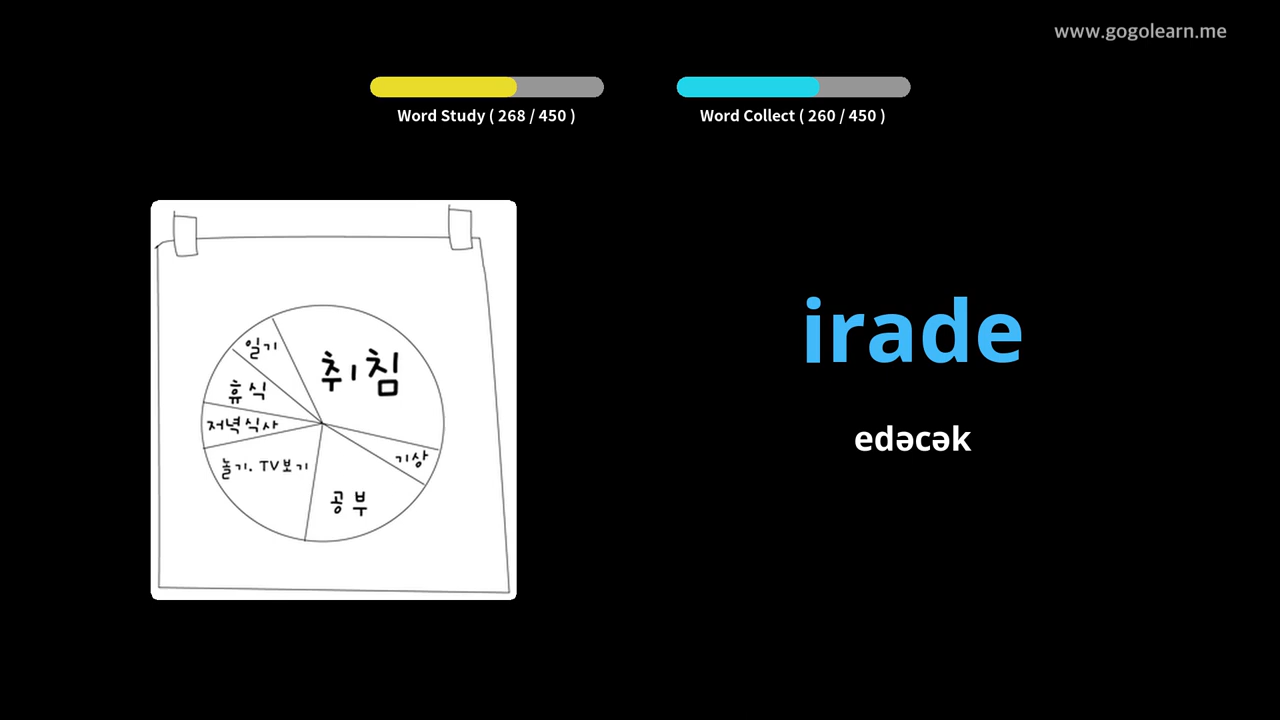 www.gogolearn.me
Word Study ( 268 / 450 )
Word Collect ( 260 / 450 )
일기
취침
휴식
저녁식사
놀기. TV보기
기상
공부
irade
edəcək